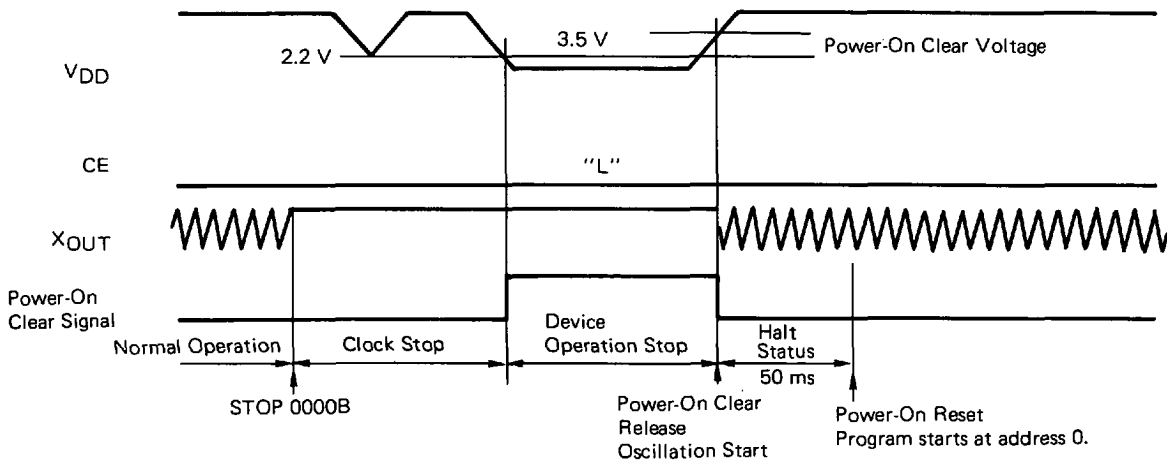 3.5 V
Power-On Clear Voltage
2.2 V
VDD
CE
"L"
XOUT
Power-On
Clear Signal
Device
Operation Stop
Halt
Status
50 ms
Normal Operation
Clock Stop
STOP 0000B
Power-On Clear
Release
Oscillation Start
Power-On Reset
Program starts at address 0.